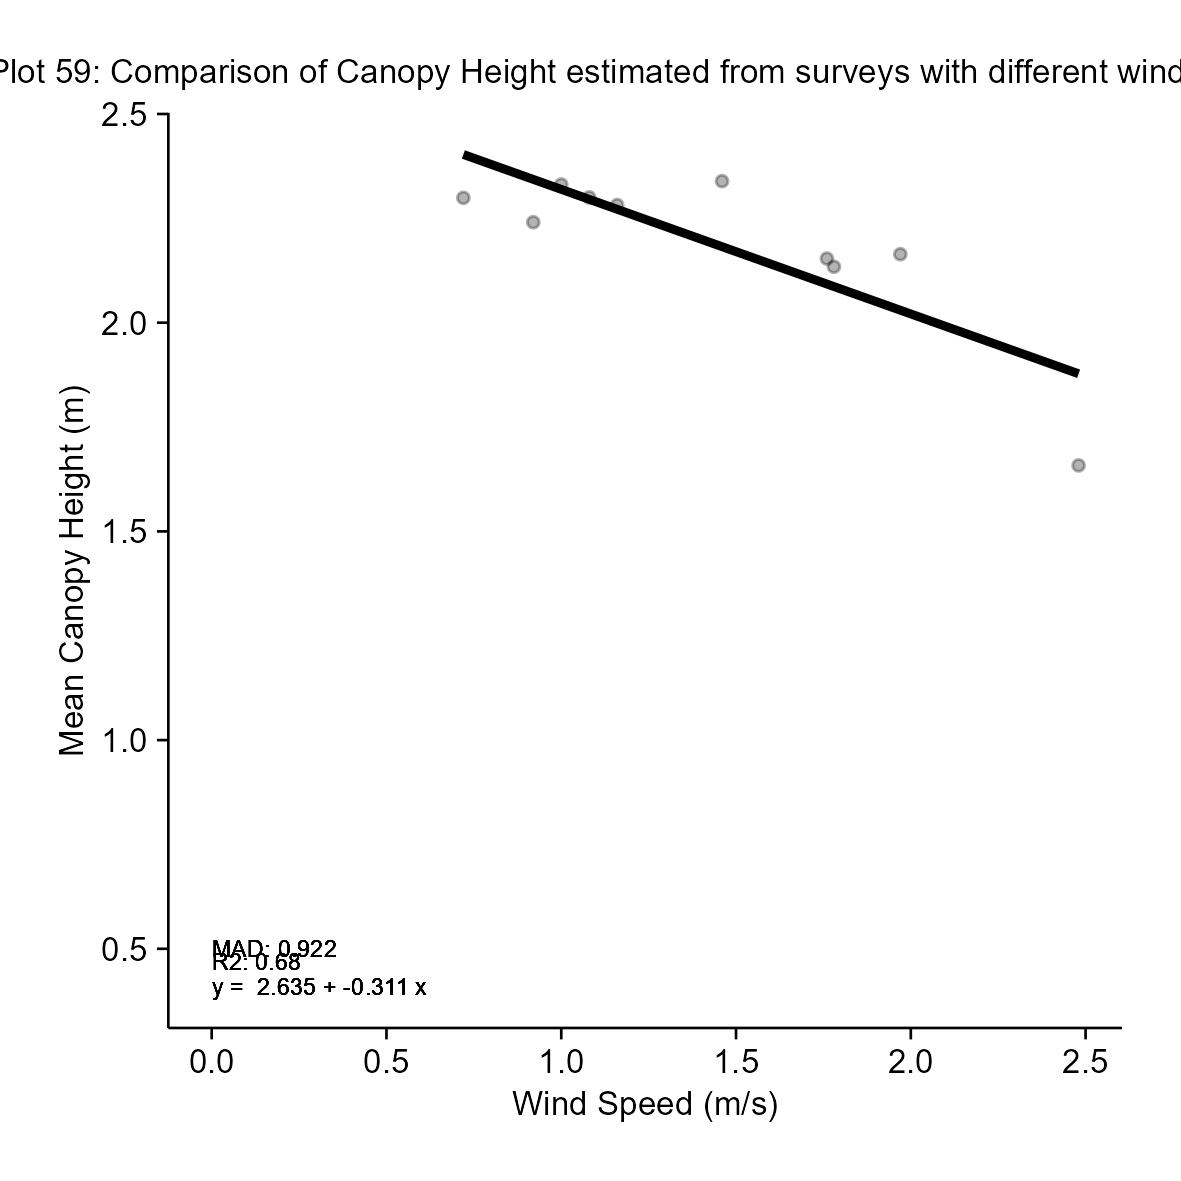 Plot 59: Comparison of Canopy Height estimated from surveys with different wind
2.5
2.0
1.5
1.0
0.5
Mean Canopy Height (m)
MAD: 0.922
R2: 0.68
y =  2.635 + -0.311 x
0.0 0.5 1.0 1.5 2.0 2.5
Wind Speed (m/s)